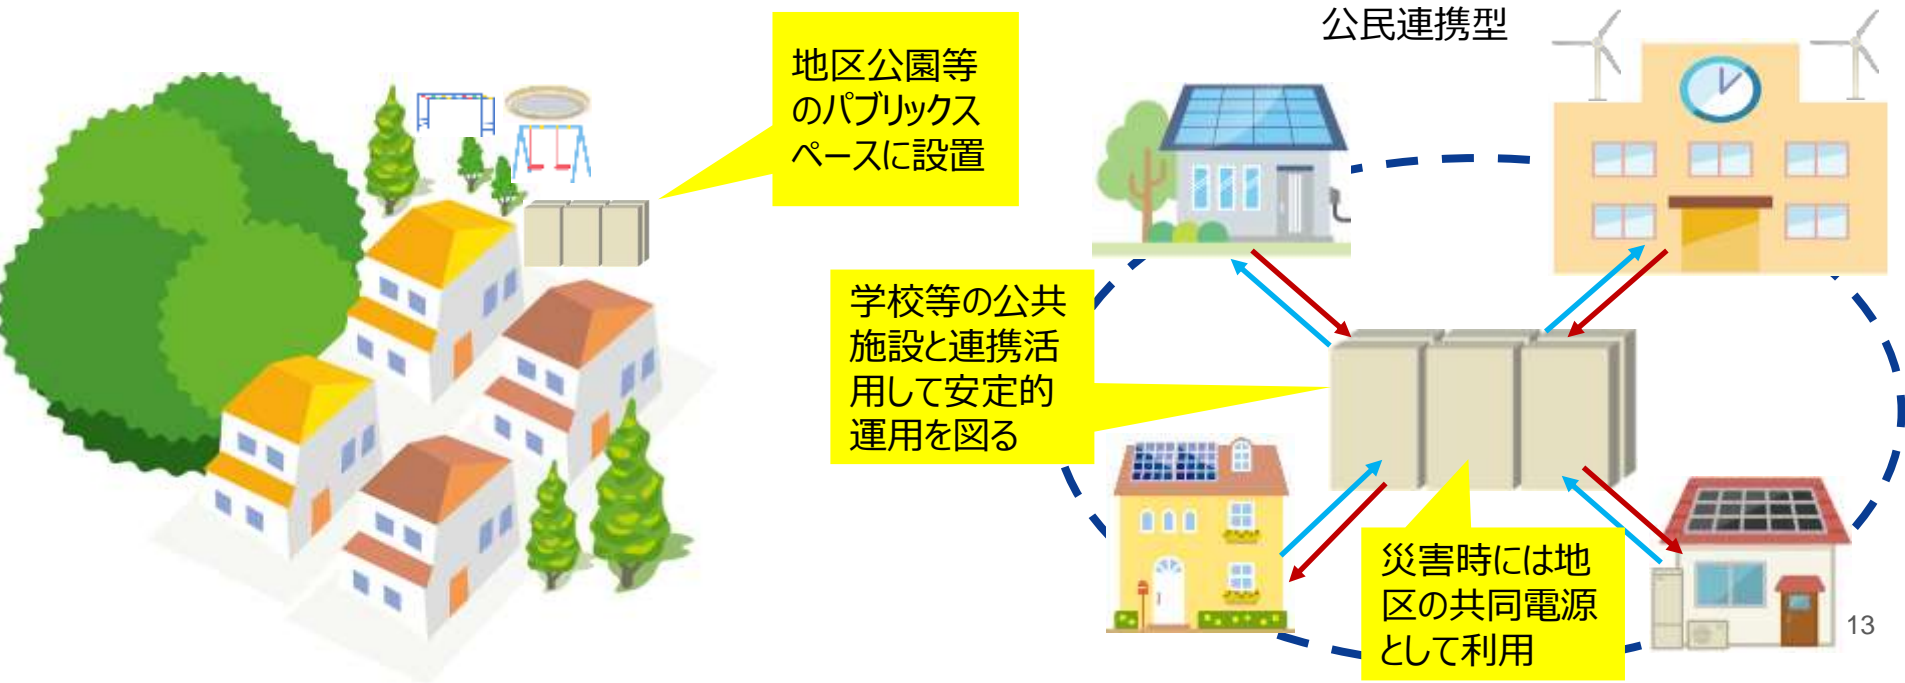 公民連携型
地区公園等
のパブリックス
ペースに設置
学校等の公共
施設と連携活
用して安定的
運用を図る
災害時には地
区の共同電源
として利用
13